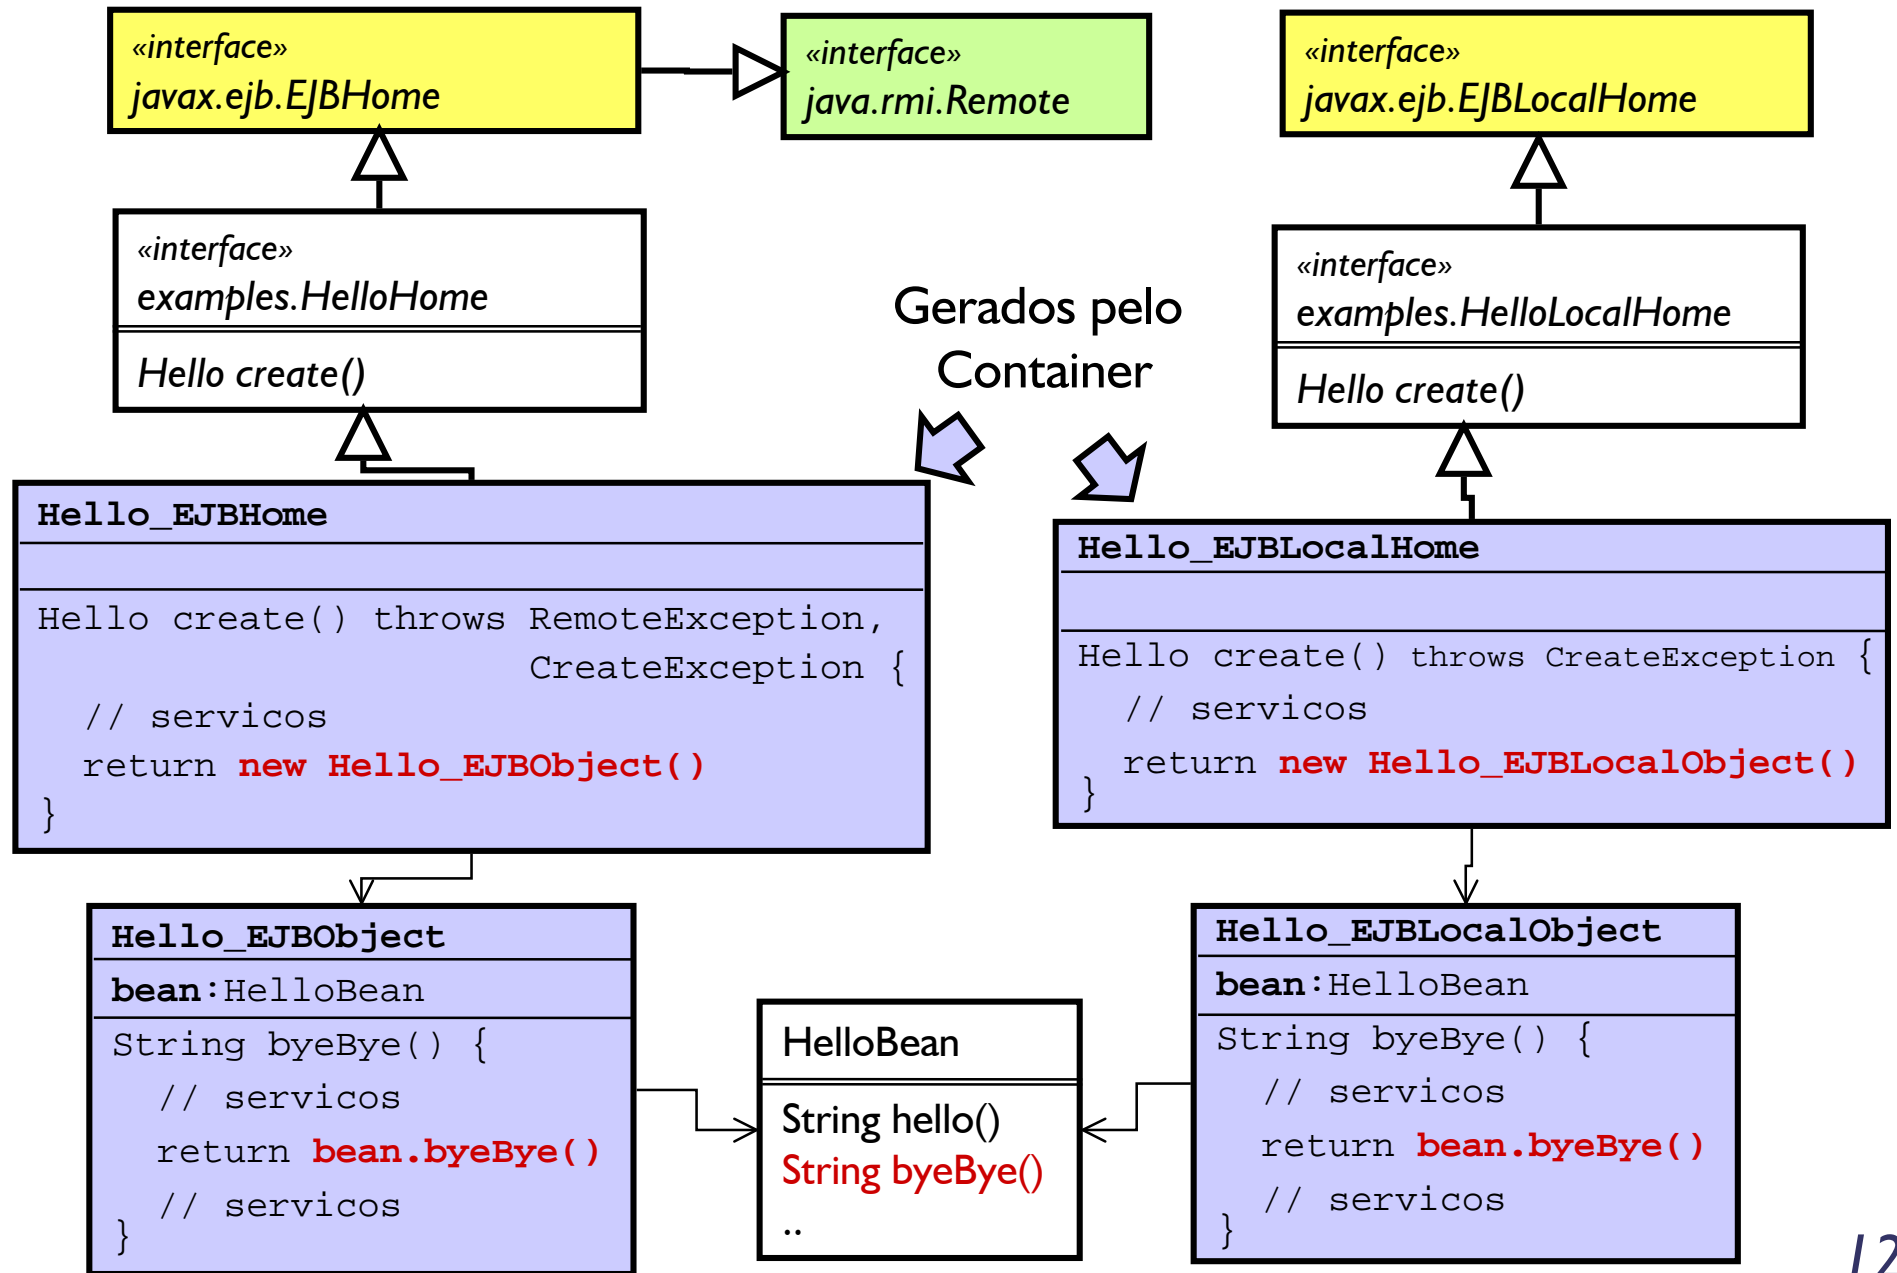 «interface»
javax.ejb.EJBHome
«interface»
java.rmi.Remote
«interface»
javax.ejb.EJBLocalHome
«interface»
examples.HelloHome
Hello create()
Gerados pelo
Container
«interface»
examples.HelloLocalHome
Hello create()
Hello_EJBHome
Hello create() throws RemoteException,
CreateException {
// servicos
return new Hello_EJBObject()
}
Hello_EJBLocalHome
Hello create() throws CreateException {
// servicos
return new Hello_EJBLocalObject()
}
Hello_EJBObject
bean:HelloBean
String byeBye() {
// servicos
return bean.byeBye()
// servicos
}
HelloBean
String hello()
String byeBye()
..
Hello_EJBLocalObject
bean:HelloBean
String byeBye() {
// servicos
return bean.byeBye()
// servicos
}
12